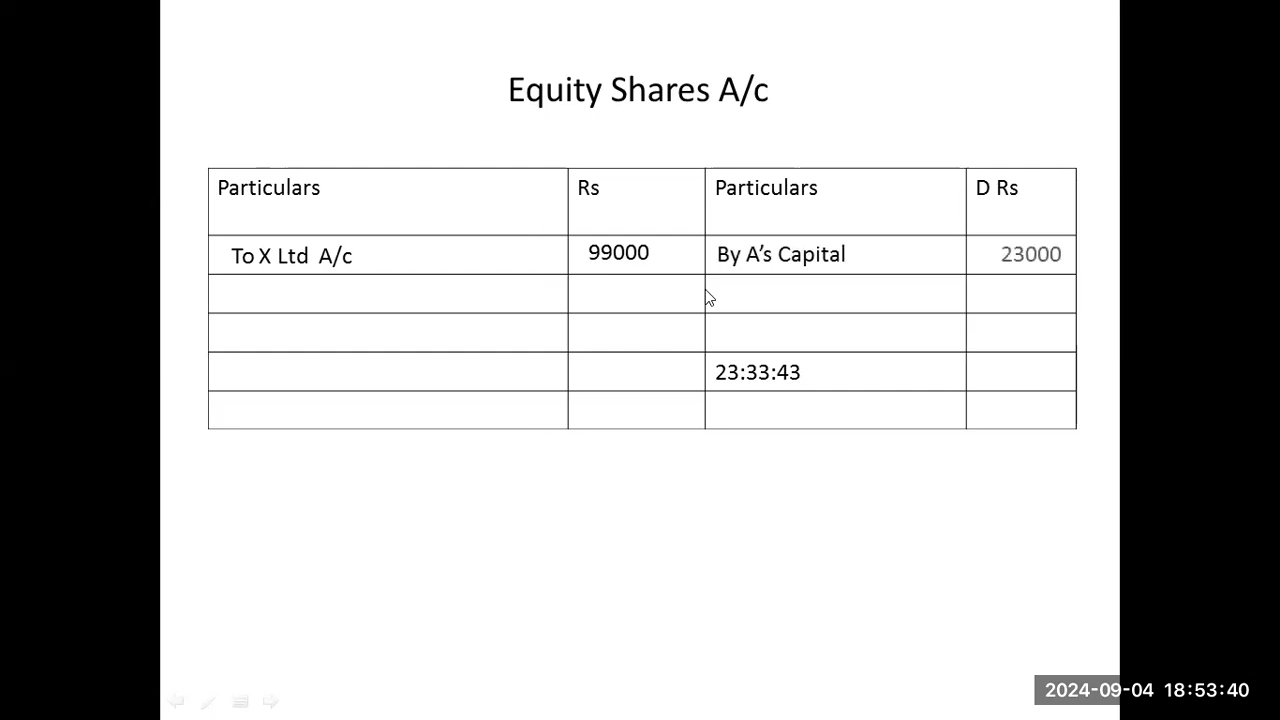 Equity Shares A/c
Particulars Rs Particulars D Rs
To X Ltd A/c 99000 By A’s Capital 23000
23:33:43
2024-09-04 18:53:40